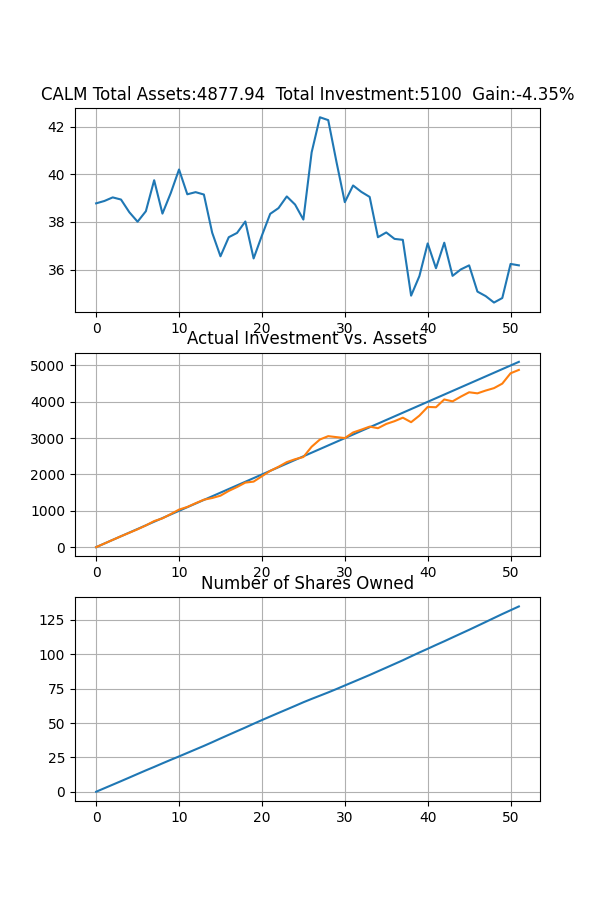 CALM Total Assets:4877.94  Total Investment:5100  Gain:-4.35%
42
40
38
36
0 10 20 30 40 50
Actual Investment vs. Assets
5000
4000
3000
2000
1000
0
0 10 20 30 40 50
Number of Shares Owned
125
100
75
50
25
0
0 10 20 30 40 50